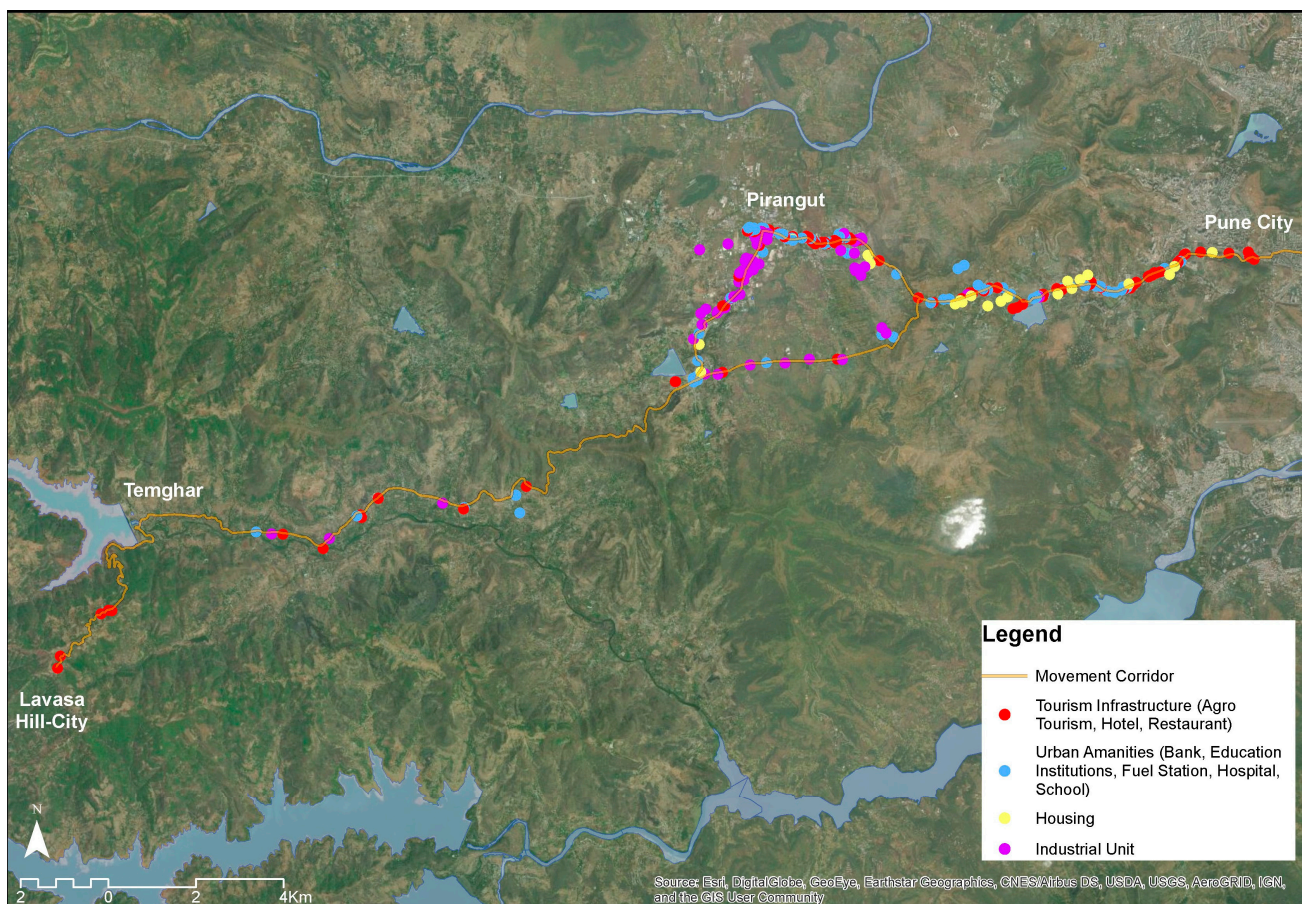 Pirangut
Pune City
Temghar
Lavasa
Hill-City
Legend
Movement Corridor
Tourism Infrastructure (Agro
Tourism, Hotel, Restaurant)
Urban Amanities (Bank, Education
Institutions, Fuel Station, Hospital,
School)
Housing
Industrial Unit
N
2 0 2 4Km
Source: Esri, DigitalGlobe, GeoEye, Earthstar Geographics, CNES/Airbus DS, USDA, USGS, AeroGRID, IGN,
and the GIS User Community